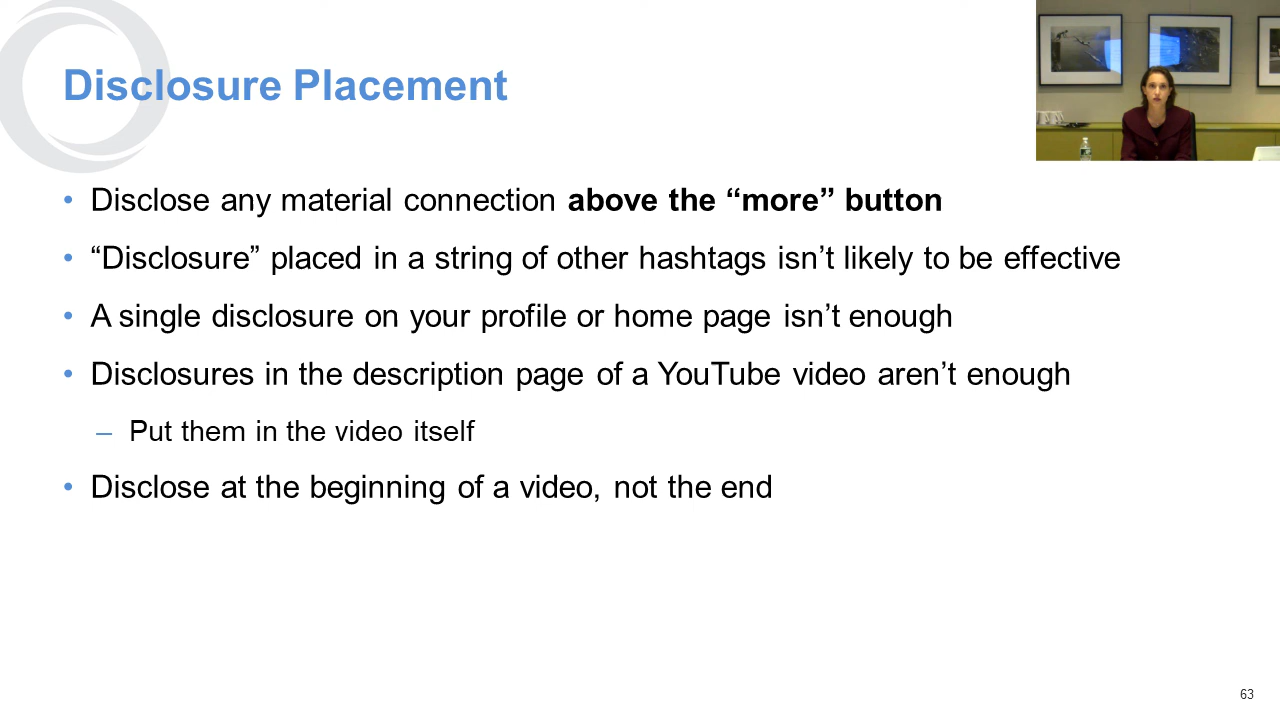 Disclosure Placement
• Disclose any material connection above the “more” button
• “Disclosure” placed in a string of other hashtags isn’t likely to be effective
• A single disclosure on your profile or home page isn’t enough
• Disclosures in the description page of a YouTube video aren’t enough
– Put them in the video itself
• Disclose at the beginning of a video, not the end
63